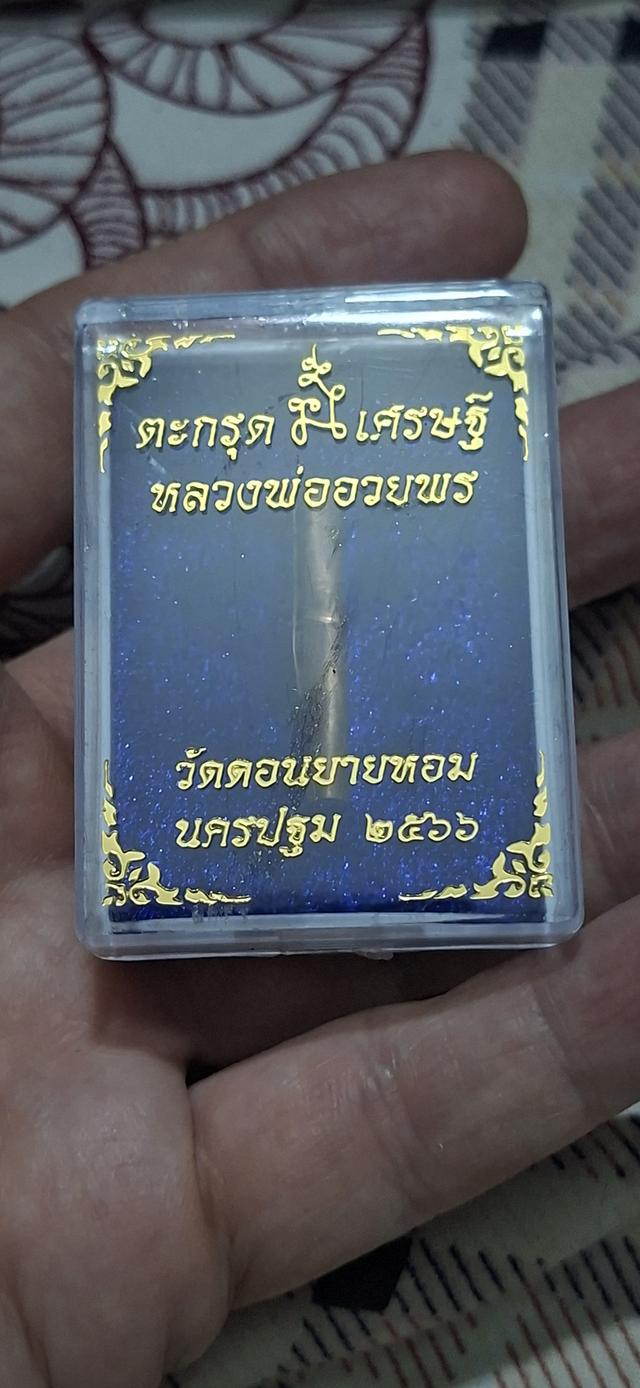 ตะกรุด มี เศรษฐี
หลวงพ่ออวยพร
วัดดอนยายหอม
นครปฐม ๒๕๖๖